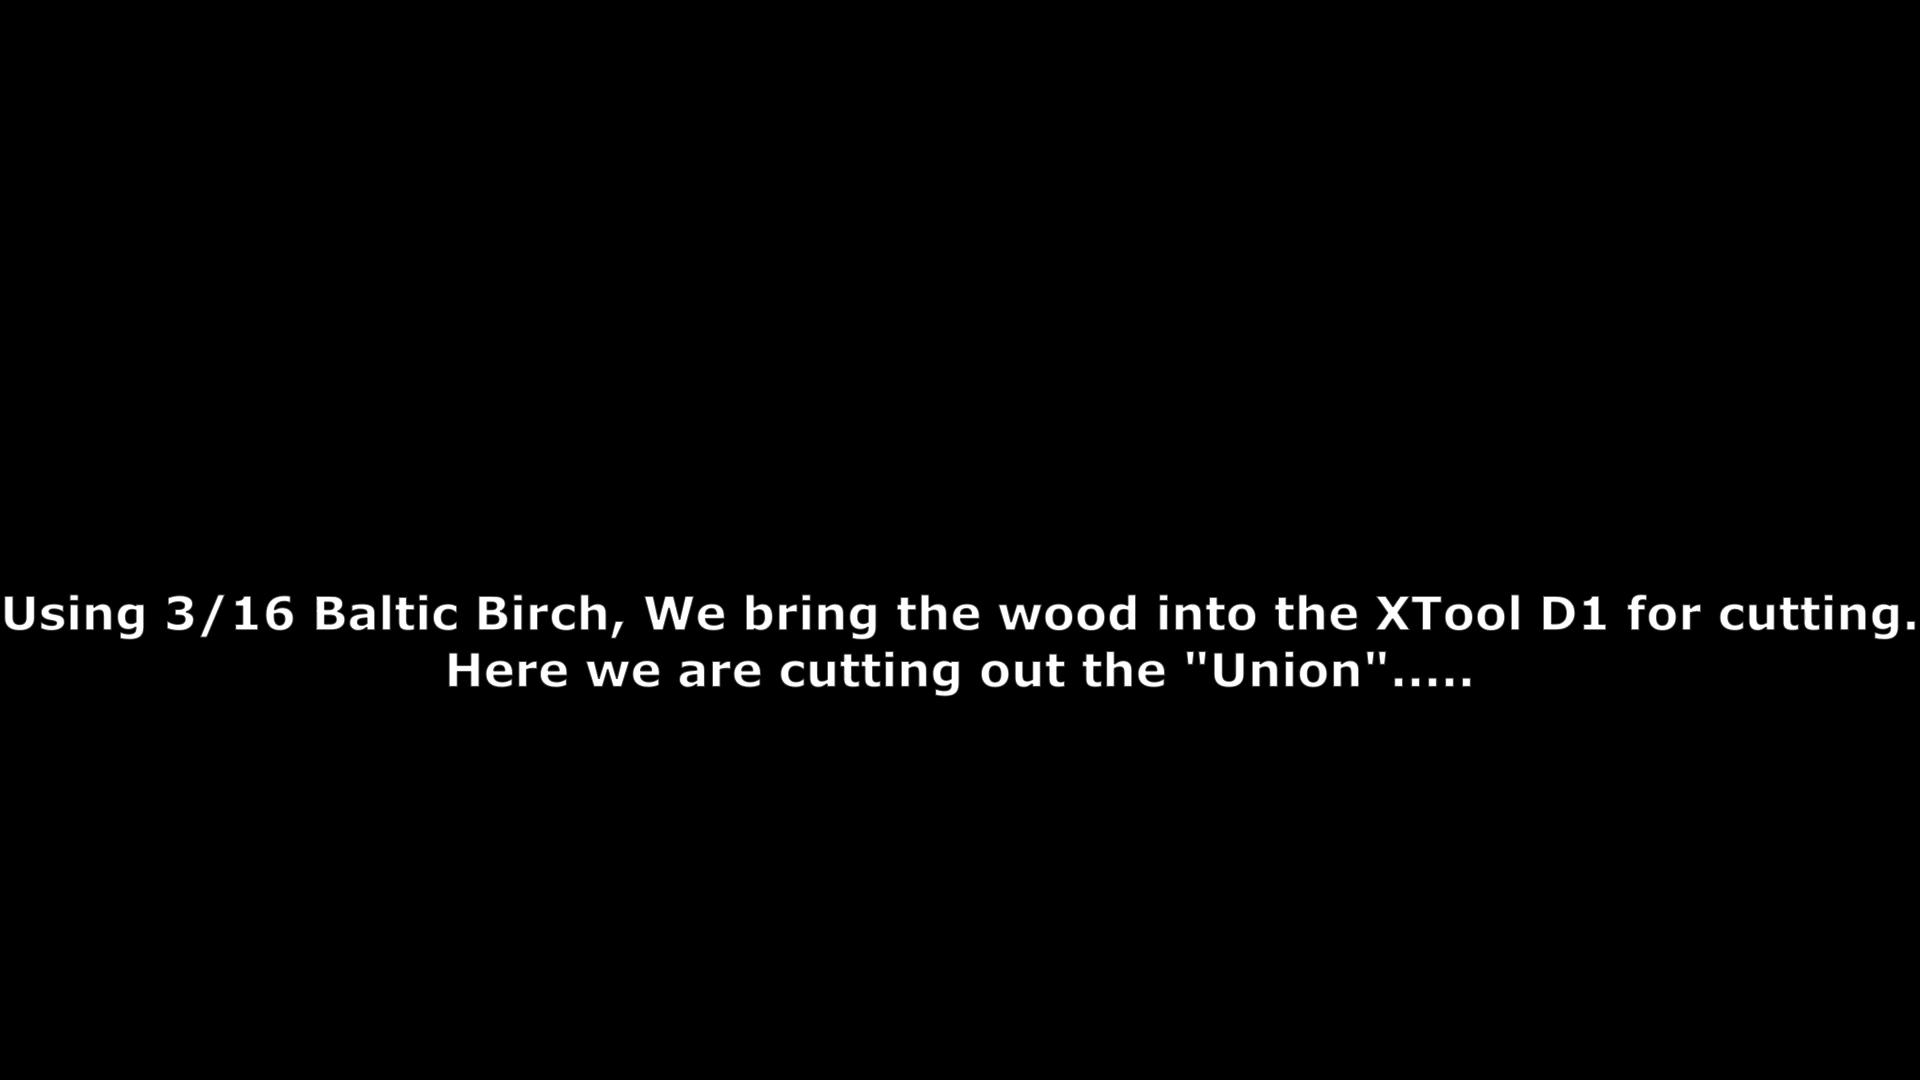 Using 3/16 Baltic Birch, We bring the wood into the XTool D1 for cutting.
Here we are cutting out the "Union".....